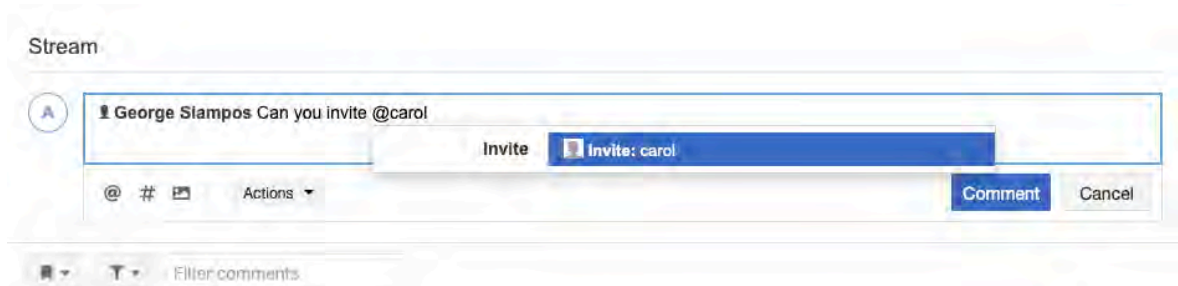 Stream
A
George Siampos Can you invite @carol
Invite Invite: carol
@ # Actions Comment Cancel
Filter comments